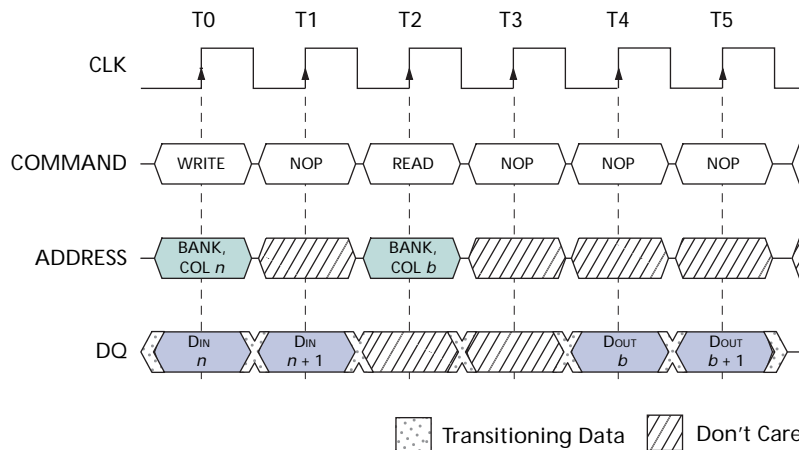 T0 T1 T2 T3 T4 T5
CLK
COMMAND WRITE NOP READ NOP NOP NOP
ADDRESS BANK, COL n BANK, COL b
DQ DIN n DIN n + 1 DOUT b DOUT b + 1
Transitioning Data Don't Care